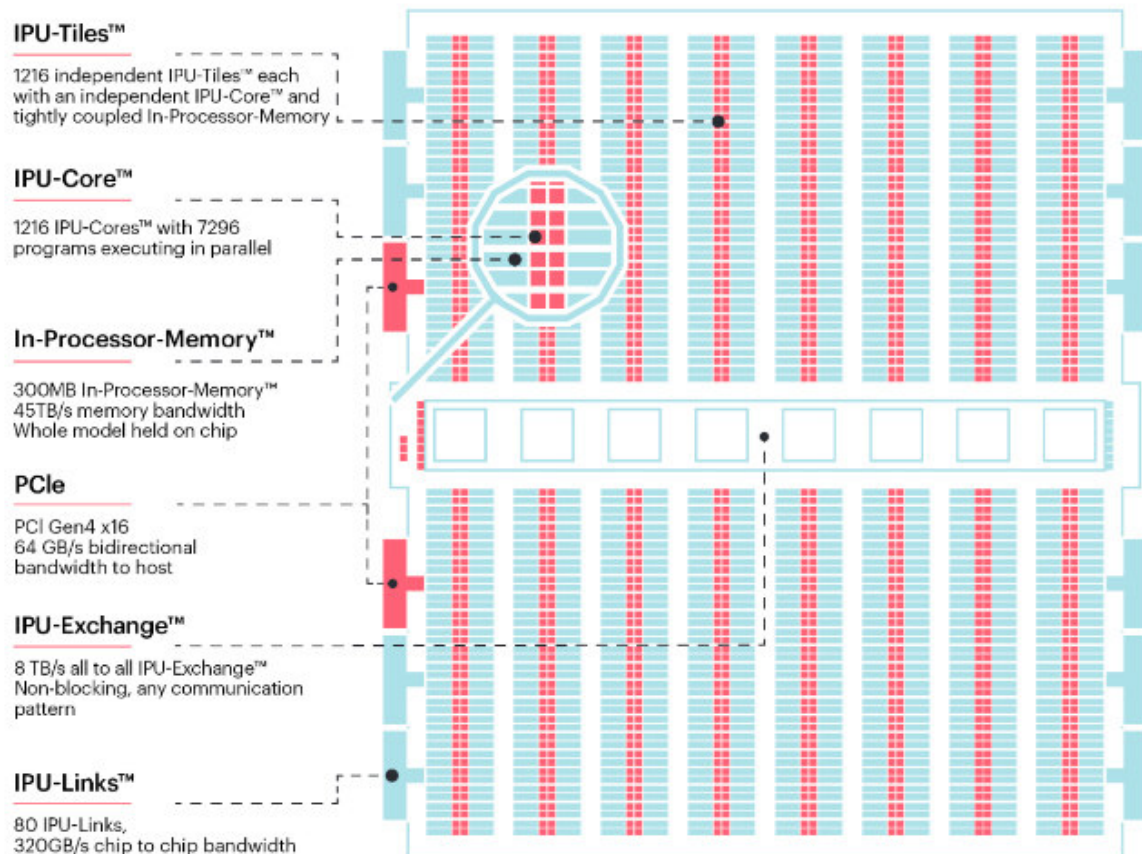 IPU-Tiles™
1216 independent IPU-Tiles™ each
with an independent IPU-Core™ and
tightly coupled In-Processor-Memory
IPU-Core™
1216 IPU-Cores™ with 7296
programs executing in parallel
In-Processor-Memory™
300MB In-Processor-Memory™
45TB/s memory bandwidth
Whole model held on chip
PCIe
PCI Gen4 x16
64 GB/s bidirectional
bandwidth to host
IPU-Exchange™
8 TB/s all to all IPU-Exchange™
Non-blocking, any communication
pattern
IPU-Links™
80 IPU-Links,
320GB/s chip to chip bandwidth